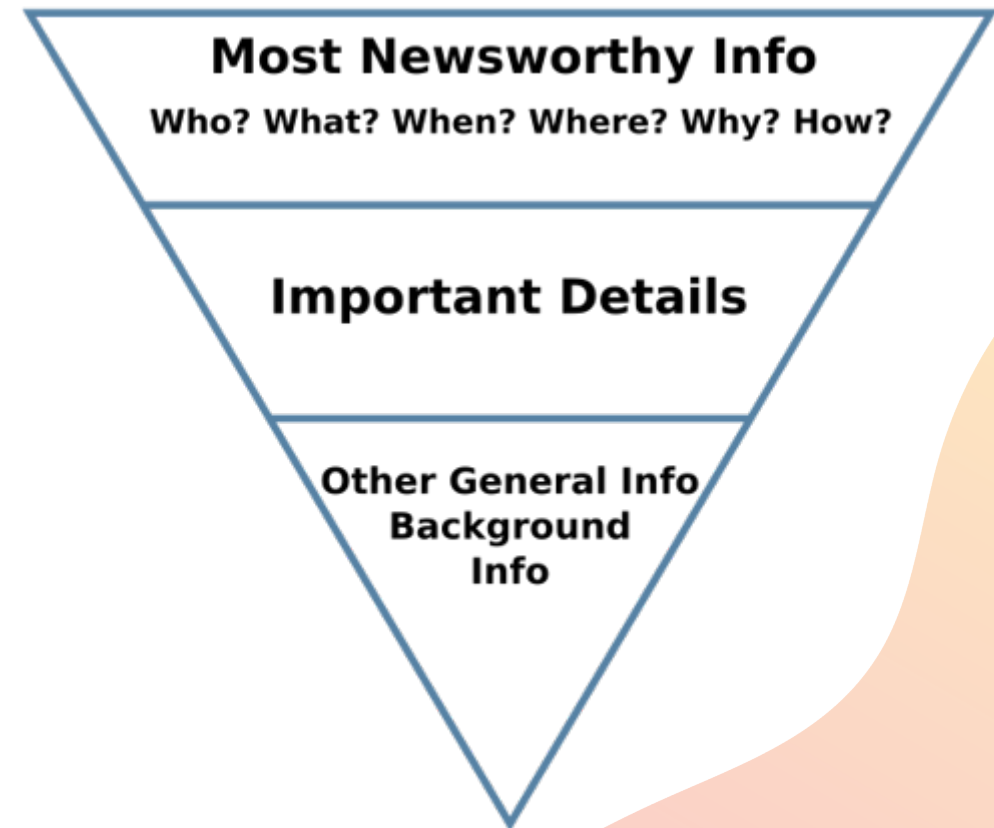 Most Newsworthy Info
Who? What? When? Where? Why? How?
Important Details
Other General Info
Background
Info